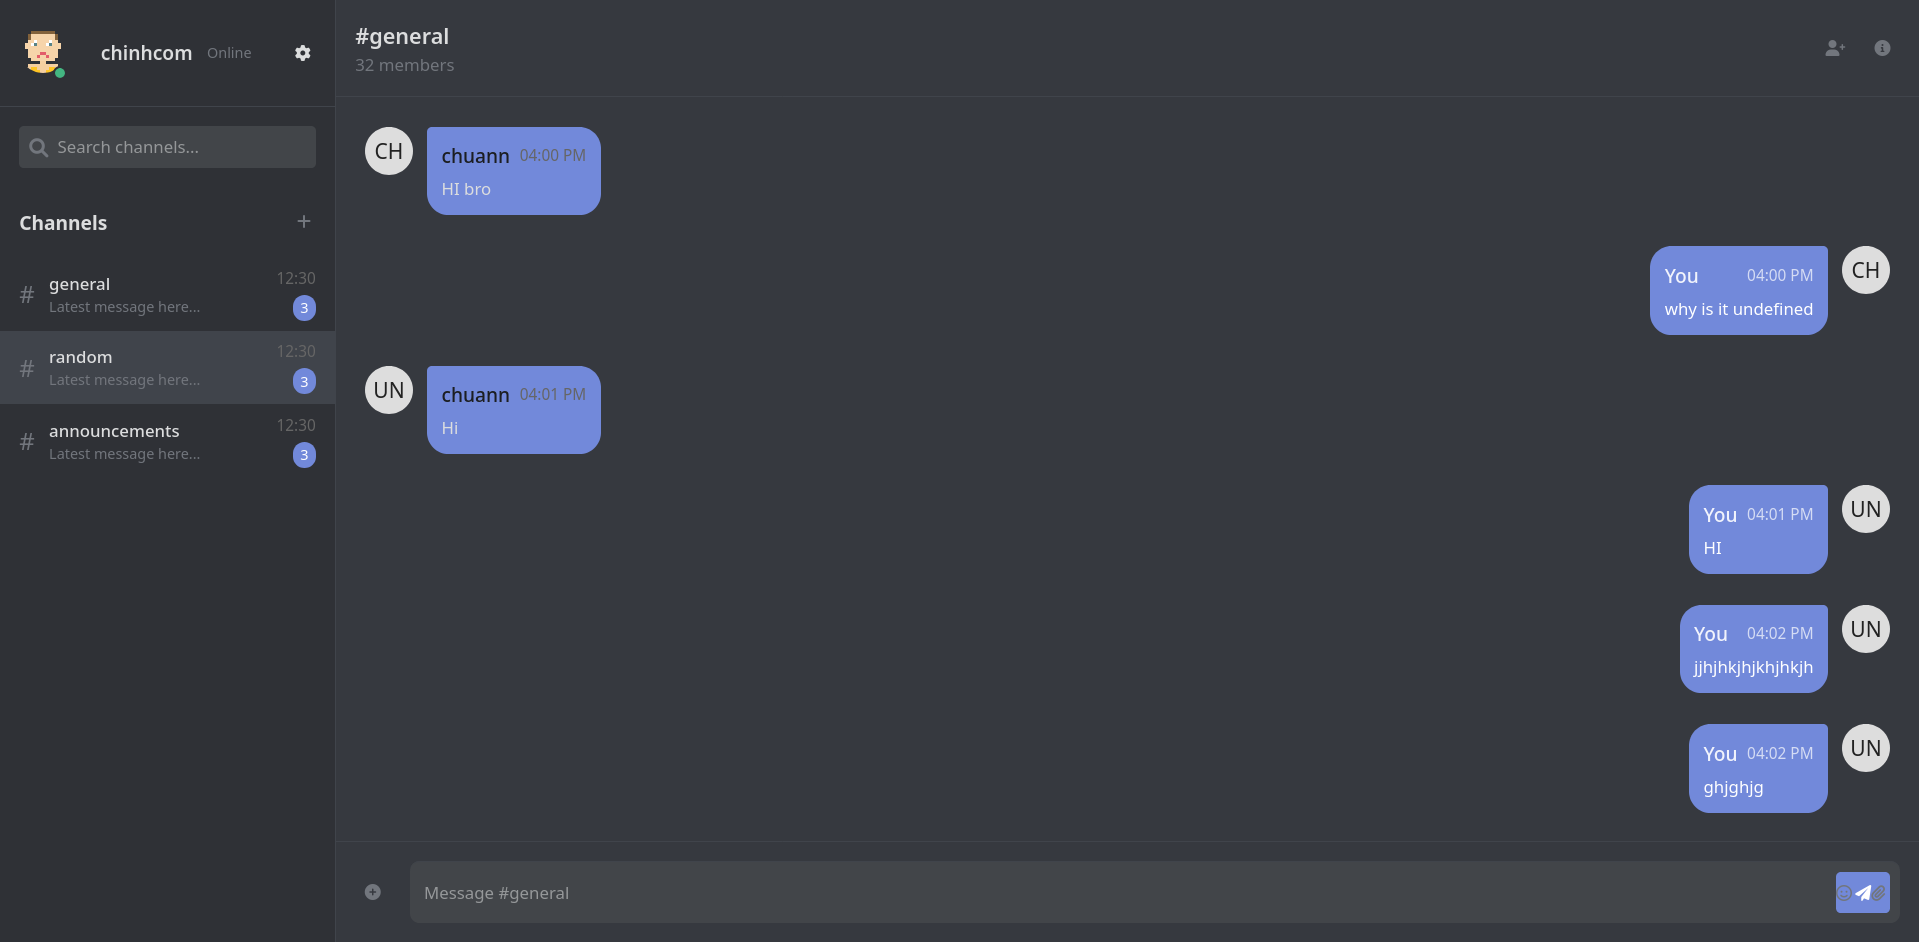 chinhcom Online
Search channels...
Channels +
# general 12:30
Latest message here... 3
# random 12:30
Latest message here... 3
# announcements 12:30
Latest message here... 3
#general
32 members
CH
chuann 04:00 PM
HI bro
You 04:00 PM
CH
why is it undefined
UN
chuann 04:01 PM
Hi
You 04:01 PM
UN
HI
You 04:02 PM
UN
jjhjhkjhjkhjhkjh
You 04:02 PM
UN
ghjghjg
Message #general